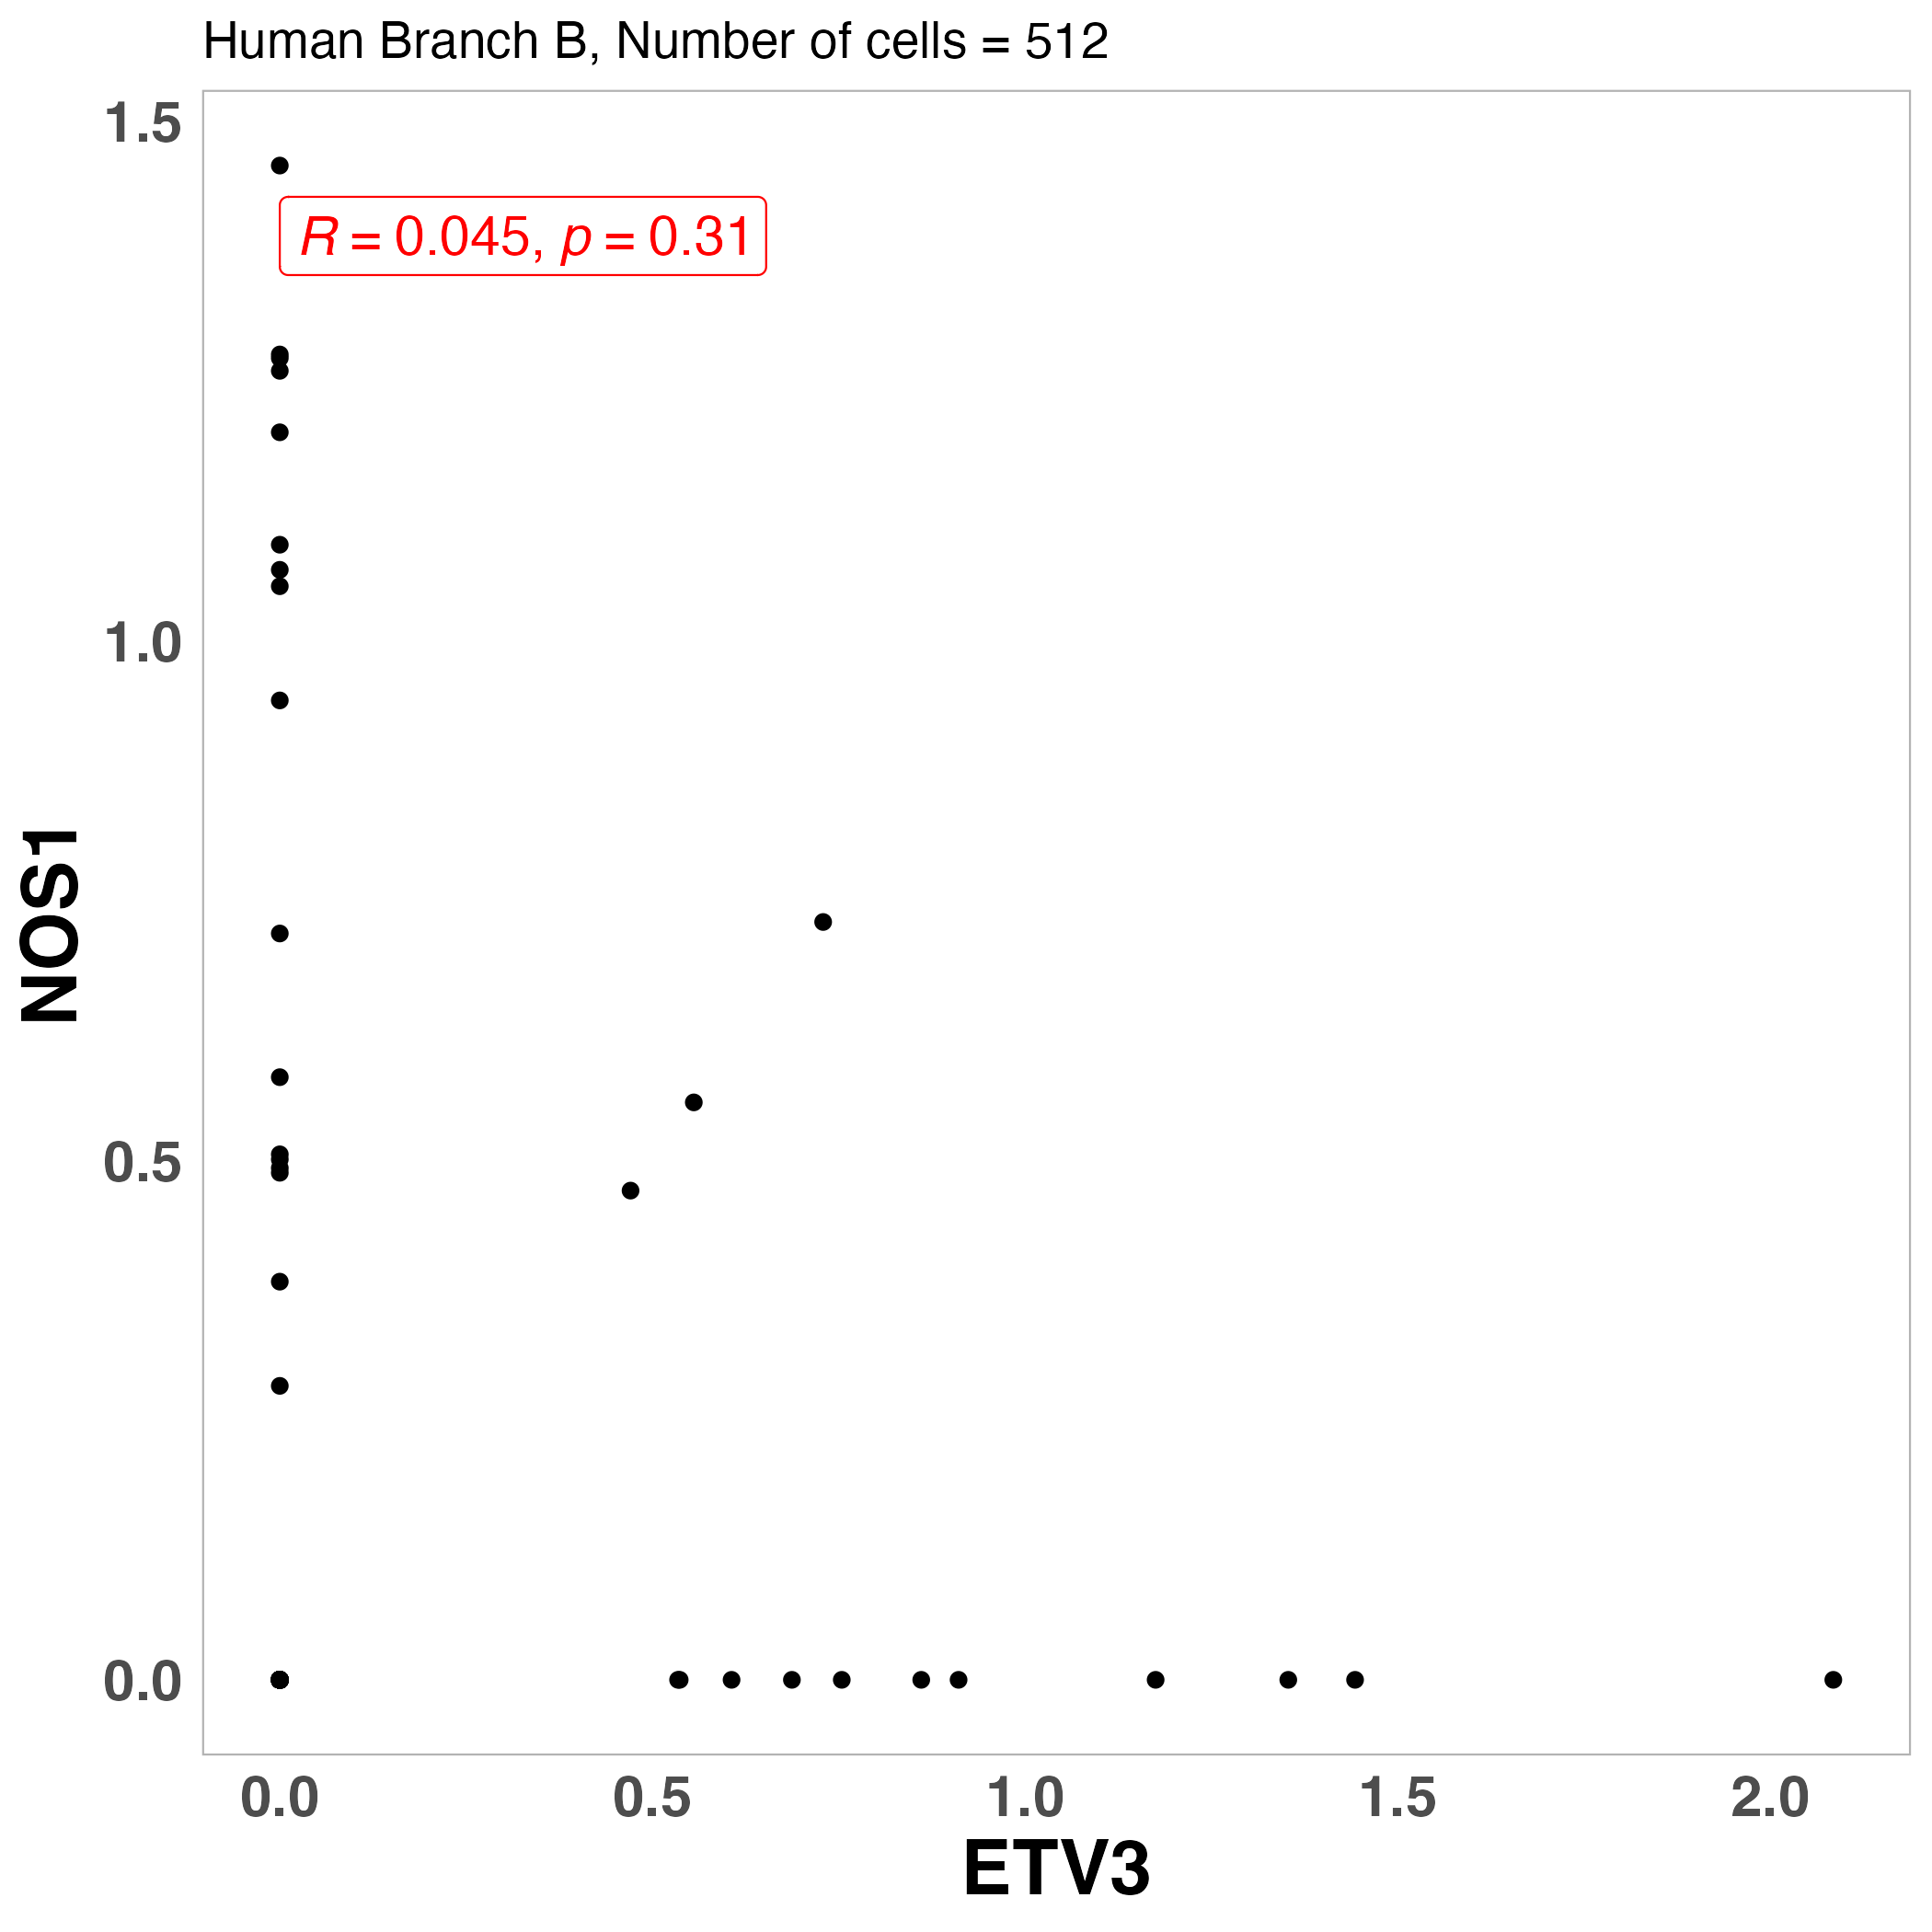 Human Branch B, Number of cells = 512
1.5
R = 0.045, p = 0.31
1.0
NOS1
0.5
0.0
0.0 0.5 1.0 1.5 2.0
ETV3